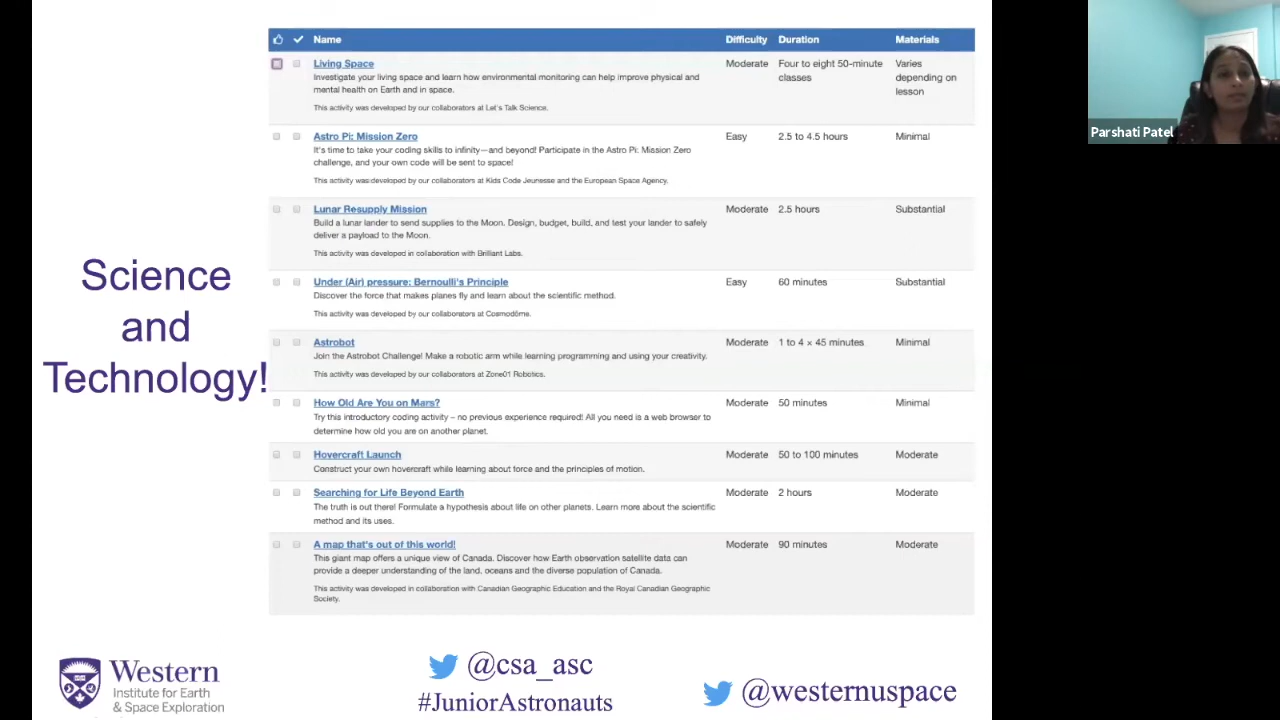 Science
and
Technology!
Name Difficulty Duration Materials
Living Space Moderate Four to eight 50-minute classes Varies depending on lesson
Investigate your living space and learn how environmental monitoring can help improve physical and
mental health on Earth and in space.
This activity was developed by our collaborators at Let's Talk Science.
Astro Pi: Mission Zero Easy 2.5 to 4.5 hours Minimal
It's time to take your coding skills to infinity—and beyond! Participate in the Astro Pi: Mission Zero
challenge, and your own code will be sent to space!
This activity was developed by our collaborators at Kids Code Jeunesse and the European Space Agency.
Lunar Resupply Mission Moderate 2.5 hours Substantial
Build a lunar lander to send supplies to the Moon. Design, budget, build, and test your lander to safely
deliver a payload to the Moon.
This activity was developed in collaboration with Brilliant Labs.
Under (Air) pressure: Bernoulli's Principle Easy 60 minutes Substantial
Discover the force that makes planes fly and learn about the scientific method.
This activity was developed by our collaborators at Cosmodôme.
Astrobot Moderate 1 to 4 × 45 minutes Minimal
Join the Astrobot Challenge! Make a robotic arm while learning programming and using your creativity.
This activity was developed by our collaborators at Zone01 Robotics.
How Old Are You on Mars? Moderate 50 minutes Minimal
Try this introductory coding activity – no previous experience required! All you need is a web browser to
determine how old you are on another planet.
Hovercraft Launch Moderate 50 to 100 minutes Moderate
Construct your own hovercraft while learning about force and the principles of motion.
Searching for Life Beyond Earth Moderate 2 hours Moderate
The truth is out there! Formulate a hypothesis about life on other planets. Learn more about the scientific
method and its uses.
A map that's out of this world! Moderate 90 minutes Moderate
This giant map offers a unique view of Canada. Discover how Earth observation satellite data can
provide a deeper understanding of the land, oceans and the diverse population of Canada.
This activity was developed in collaboration with Canadian Geographic Education and the Royal Canadian Geographic
Society.
Western
Institute for Earth
& Space Exploration
@csa_asc
#JuniorAstronauts
@westernuspace
Parshati Patel